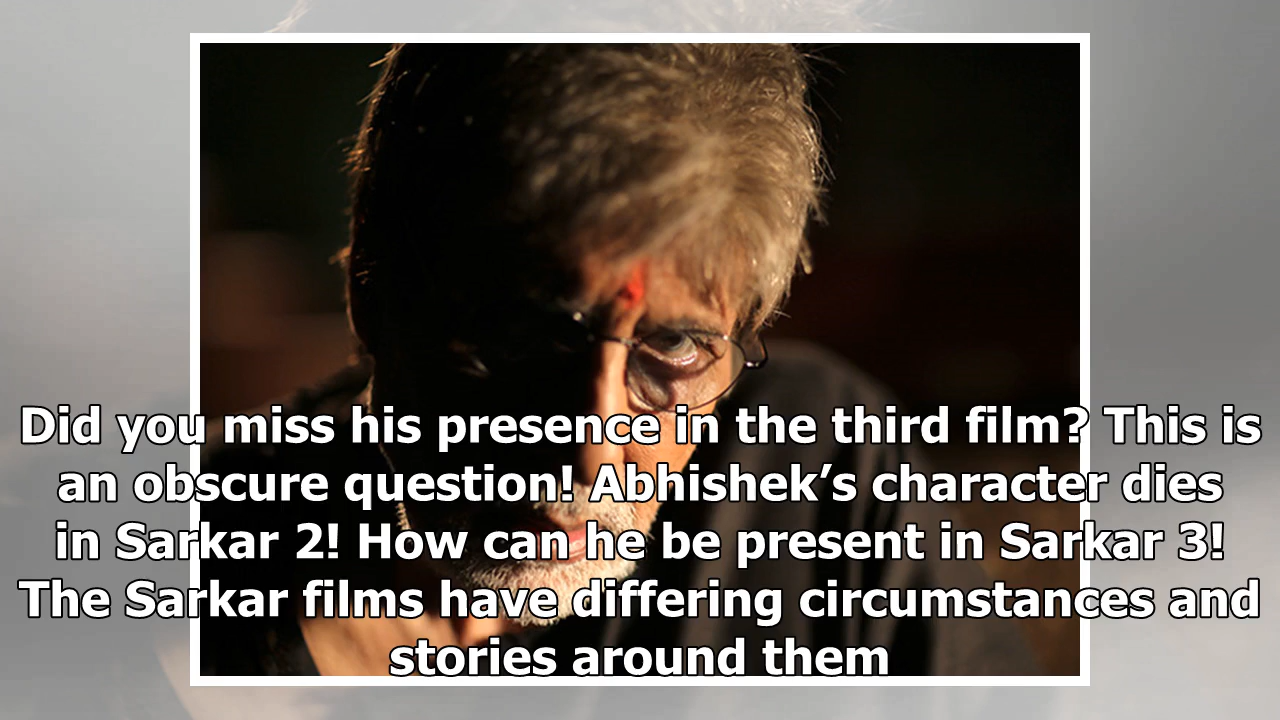 Did you miss his presence in the third film? This is
an obscure question! Abhishek’s character dies
in Sarkar 2! How can he be present in Sarkar 3!
The Sarkar films have differing circumstances and
stories around them